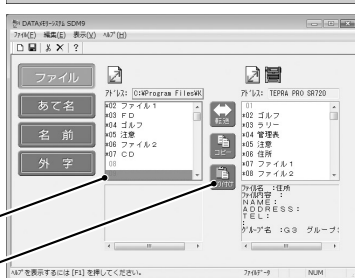 DATAﾒﾓﾘｰｼｽﾃﾑ SDM9
ﾌｧｲﾙ(F) 編集(E) 表示(V) ﾍﾙﾌﾟ(H)
ファイル
あて名
名 前
外 字
ｱﾄﾞﾚｽ: C:¥Program Files¥K
*02 ファイル１
*03 ＦＤ
*04 ゴルフ
*05 注意
*06 ファイル２
*07 ＣＤ
08
転送
コピー
ｱﾄﾞﾚｽ: TEPRA PRO SR720
01
*02 ゴルフ
*03 ラリー
*04 管理表
*05 注意
*06 住所
*07 ファイル１
*08 ファイル２
ﾌｧｲﾙ名 :住所
ﾌｧｲﾙ内容 :
ＮＡＭＥ:
ＡＤＤＲＥＳＳ:
ＴＥＬ:
:
ｸﾞﾙｰﾌﾟ名 :Ｇ３ グループ:
ﾍﾙﾌﾟを表示するには [F1] を押してください。
ﾌｧｲﾙﾃﾞｰﾀ
NUM